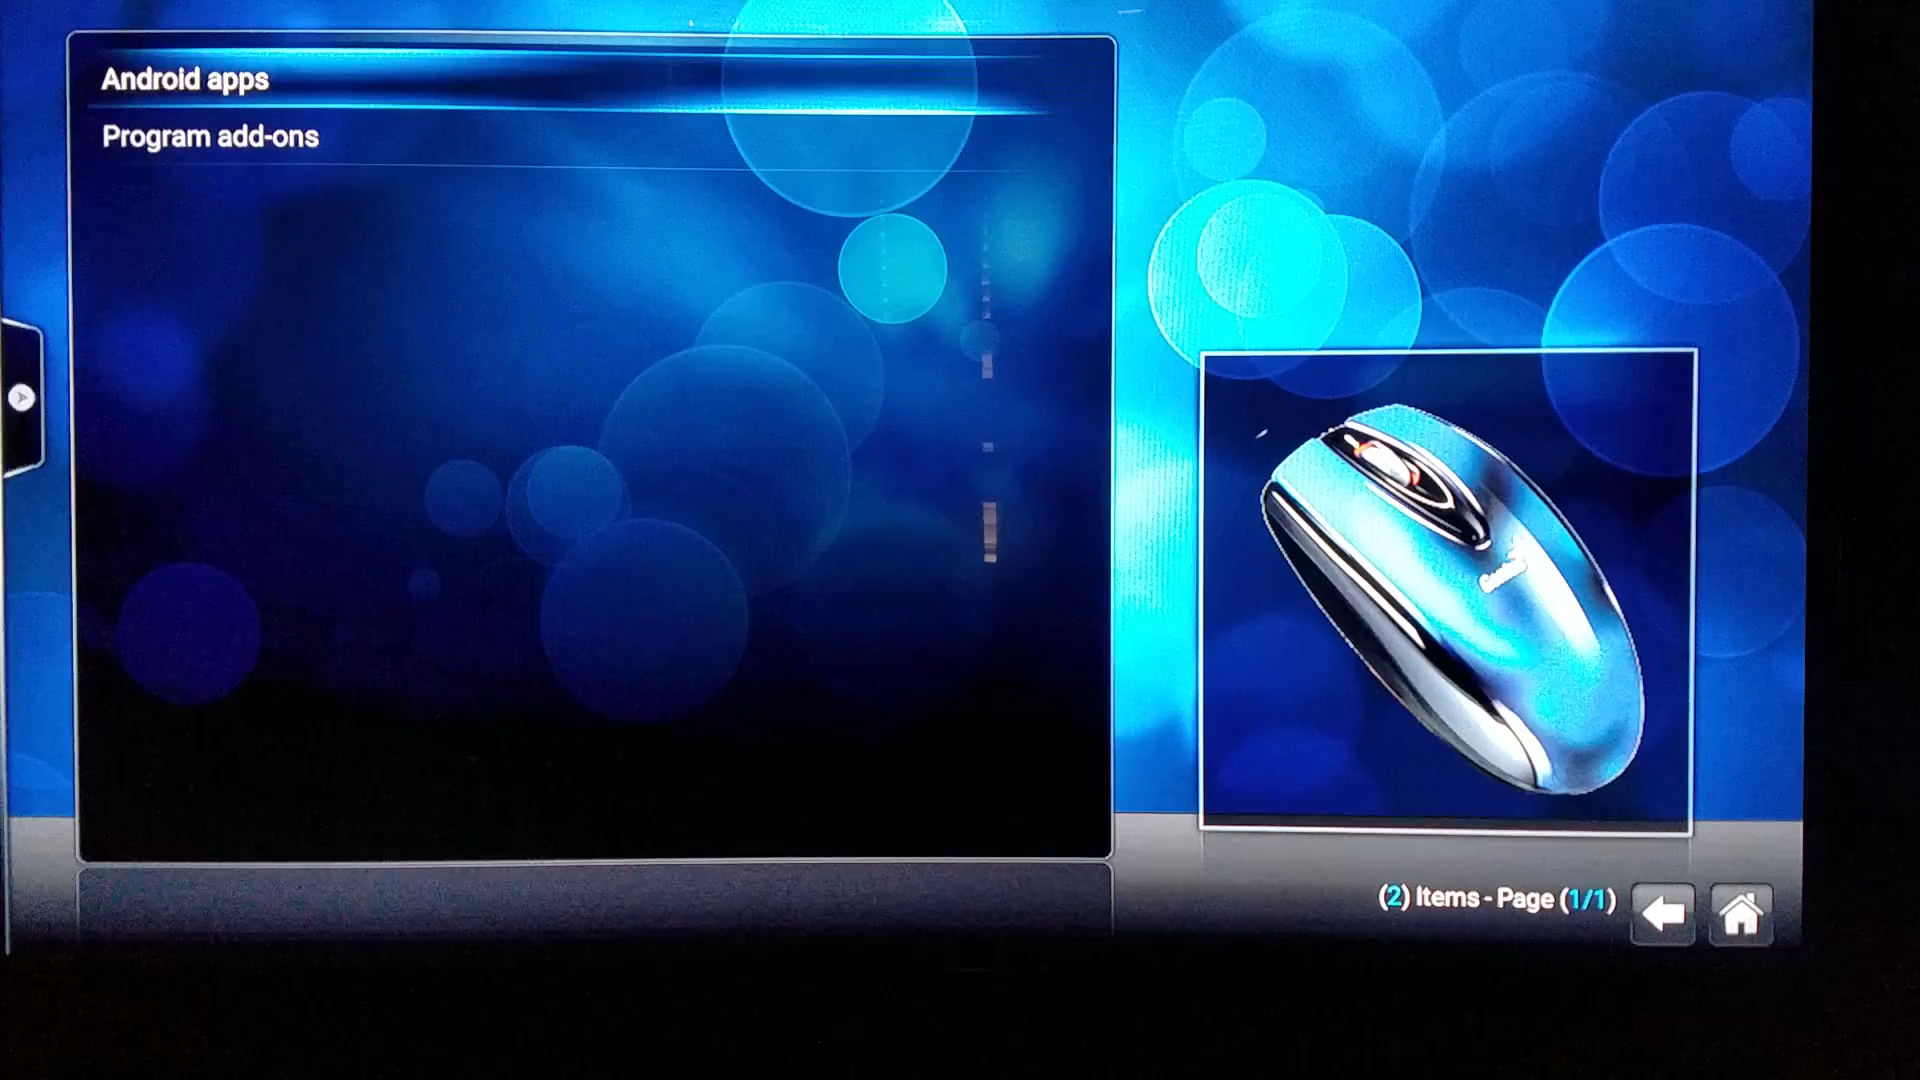 Android apps
Program add-ons
(2) Items - Page (1/1)